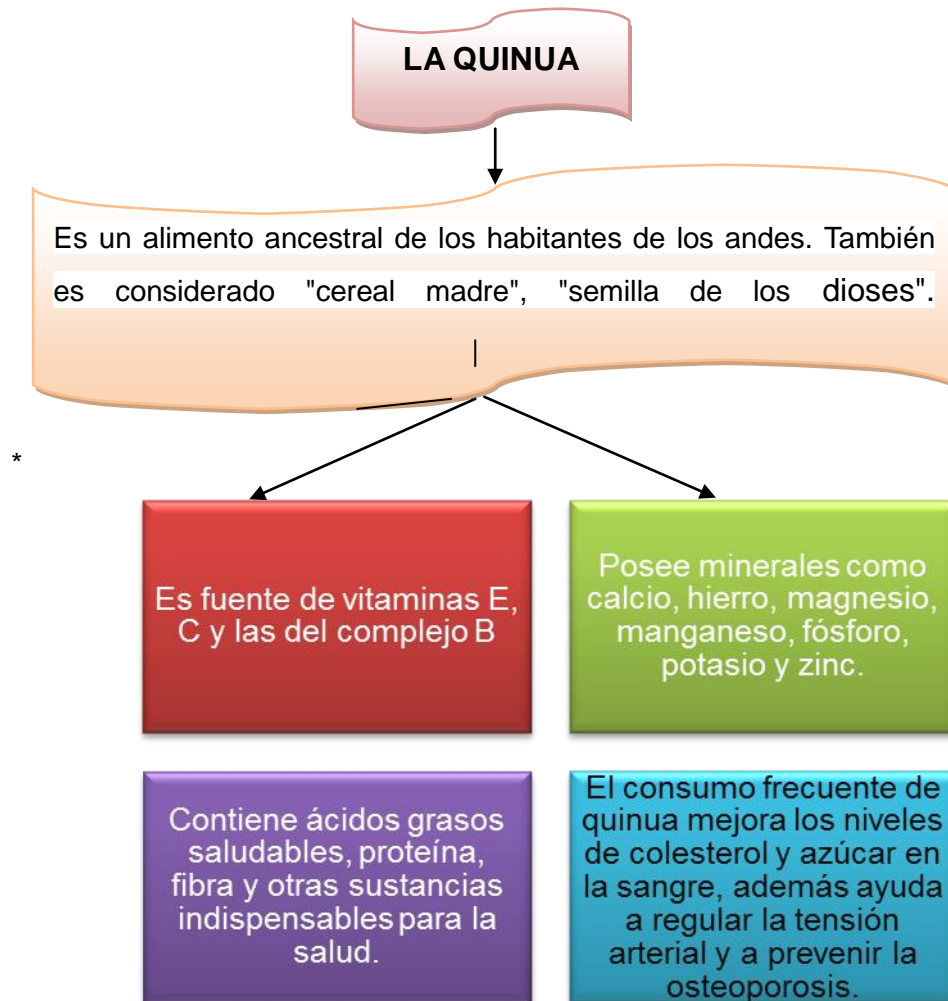 LA QUINUA
Es un alimento ancestral de los habitantes de los andes. También
es considerado "cereal madre", "semilla de los dioses".
*
Es fuente de vitaminas E,
C y las del complejo B
Posee minerales como
calcio, hierro, magnesio,
manganeso, fósforo,
potasio y zinc.
Contiene ácidos grasos
saludables, proteína,
fibra y otras sustancias
indispensables para la
salud.
El consumo frecuente de
quinua mejora los niveles
de colesterol y azúcar en
la sangre, además ayuda
a regular la tensión
arterial y a prevenir la
osteoporosis.